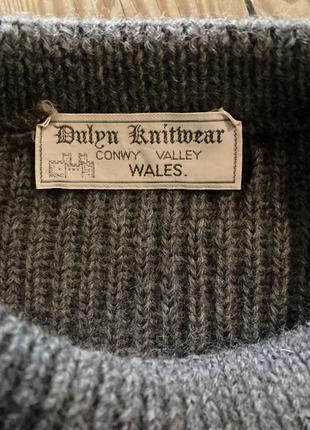 Dulyn Knitwear
CONWY VALLEY
WALES.